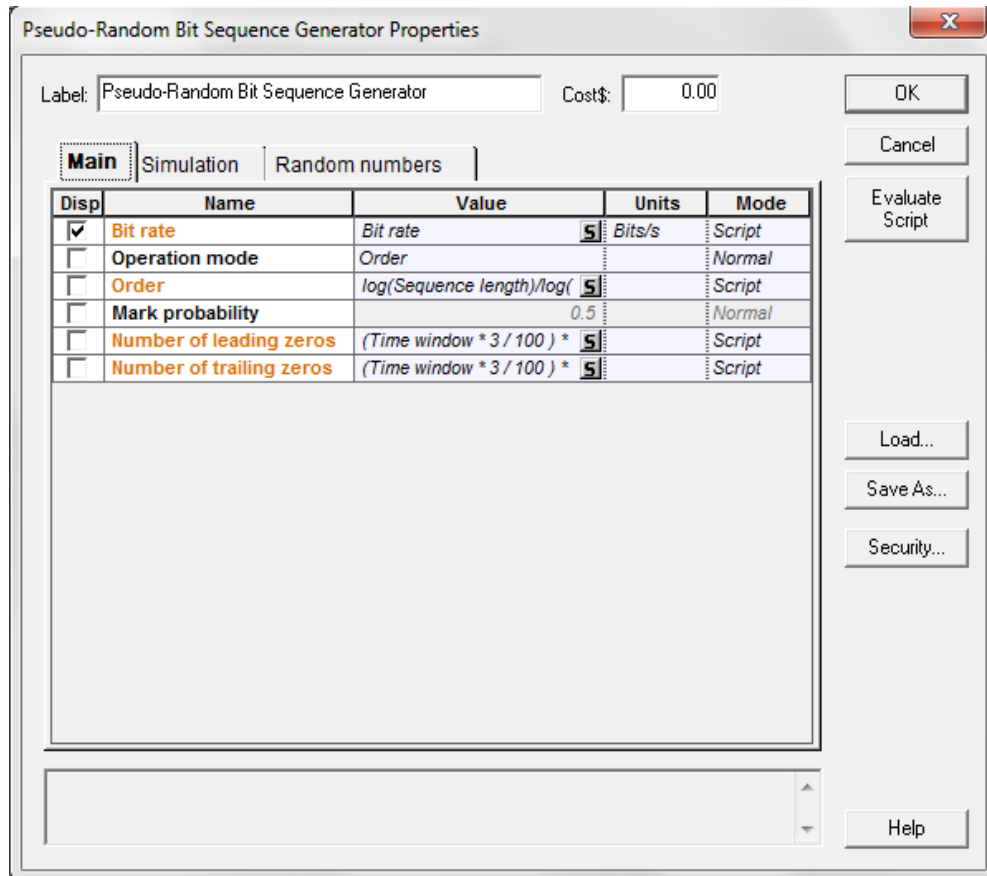 Pseudo-Random Bit Sequence Generator Properties
Label: Pseudo-Random Bit Sequence Generator Cost$: 0.00 OK
Cancel
Main Simulation Random numbers
Evaluate Script
Disp Name Value Units Mode
Bit rate Bit rate S Bits/s Script
Operation mode Order Normal
Order log(Sequence length)/log( S Script
Mark probability 0.5 Normal
Number of leading zeros (Time window * 3 / 100 ) * S Script
Number of trailing zeros (Time window * 3 / 100 ) * S Script
Load...
Save As...
Security...
Help